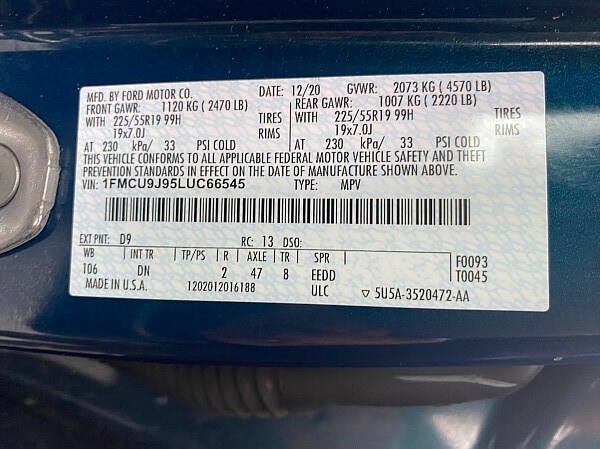 MFD. BY FORD MOTOR CO. DATE: 12/20 GVWR: 2073 KG ( 4570 LB)
FRONT GAWR: 1120 KG ( 2470 LB) REAR GAWR: 1007 KG ( 2220 LB)
WITH 225/55R19 99H TIRES WITH 225/55R19 99H TIRES
19x7.0J RIMS 19x7.0J RIMS
AT 230 kPa/ 33 PSI COLD AT 230 kPa/ 33 PSI COLD
THIS VEHICLE CONFORMS TO ALL APPLICABLE FEDERAL MOTOR VEHICLE SAFETY AND THEFT
PREVENTION STANDARDS IN EFFECT ON THE DATE OF MANUFACTURE SHOWN ABOVE.
VIN: 1FMCU9J95LUC66545 TYPE: MPV
EXT PNT: D9 RC: 13 DSO:
WB INT TR TP/PS R AXLE TR SPR F0093
106 DN 2 47 8 EEDD T0045
MADE IN U.S.A. 1202012016188 ULC ▽ 5U5A-3520472-AA